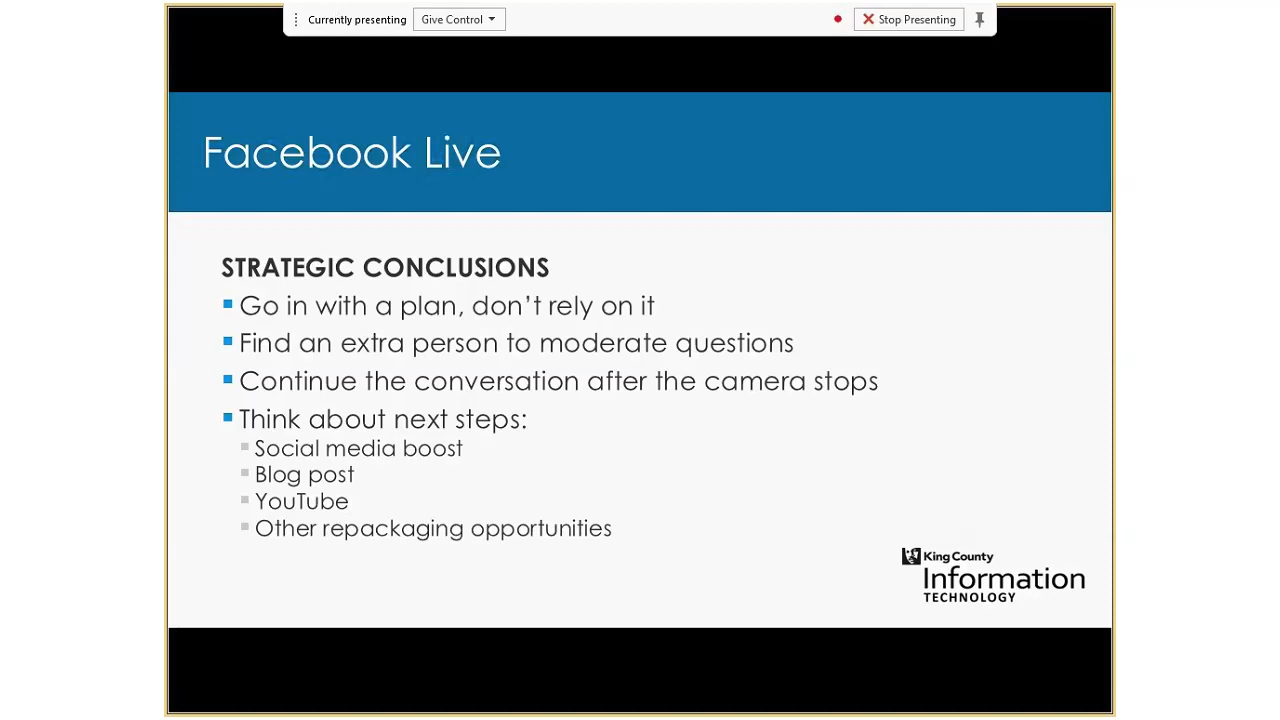 Currently presenting
Give Control
Stop Presenting
Facebook Live
STRATEGIC CONCLUSIONS
Go in with a plan, don’t rely on it
Find an extra person to moderate questions
Continue the conversation after the camera stops
Think about next steps:
Social media boost
Blog post
YouTube
Other repackaging opportunities
King County
Information
TECHNOLOGY